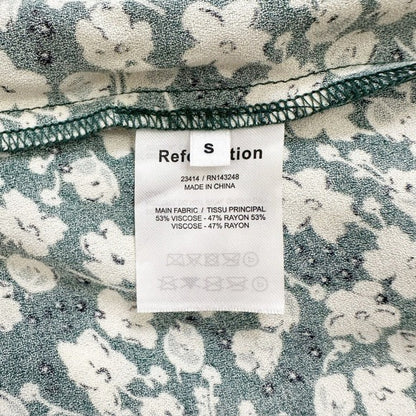 S
Refo tion
23414 / RN143248
MADE IN CHINA
MAIN FABRIC / TISSU PRINCIPAL
53% VISCOSE - 47% RAYON 53%
VISCOSE - 47% RAYON